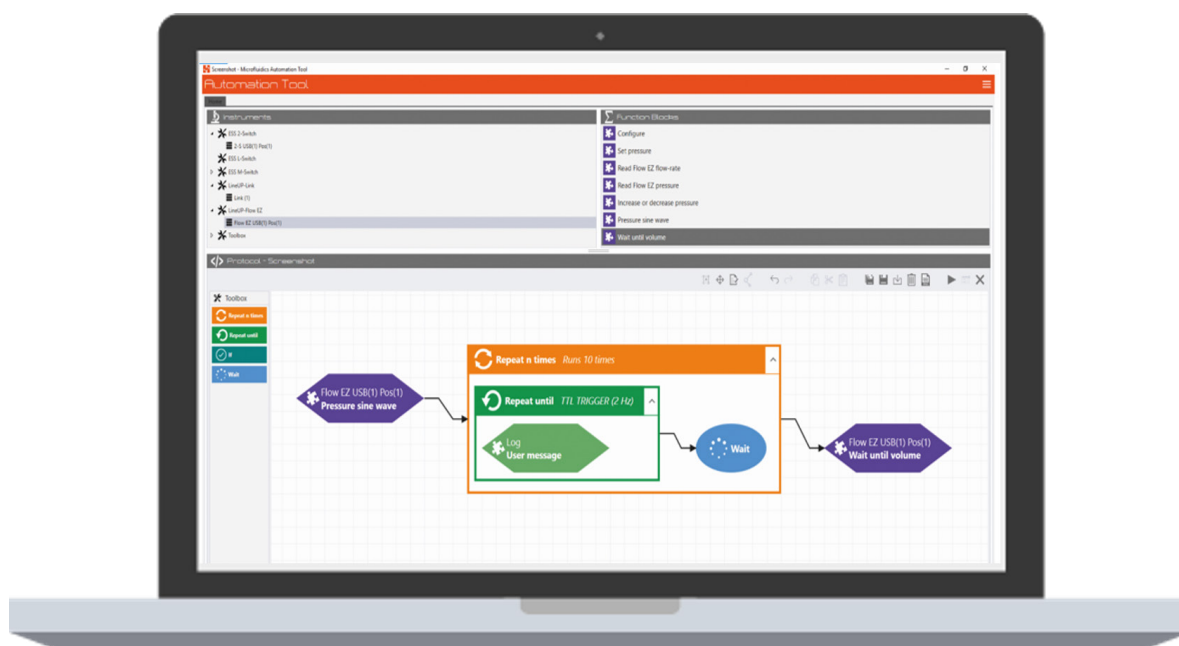 Screenshot - Microfluidics Automation Tool
Automation Tool
Instruments
ESS 2-Switch
2-S USB(1) Pos(1)
ESS L-Switch
ESS M-Switch
LineUP-Link
Link (1)
LineUP-Flow EZ
Flow EZ USB(1) Pos(1)
Toolbox
Function Blocks
Configure
Set pressure
Read Flow EZ flow-rate
Read Flow EZ pressure
Increase or decrease pressure
Pressure sine wave
Wait until volume
Protocol - Screenshot
Toolbox
Repeat n times
Repeat until
If
Wait
Flow EZ USB(1) Pos(1)
Pressure sine wave
Repeat n times Runs 10 times
Repeat until TTL TRIGGER (2 Hz)
Log
User message
Wait
Flow EZ USB(1) Pos(1)
Wait until volume